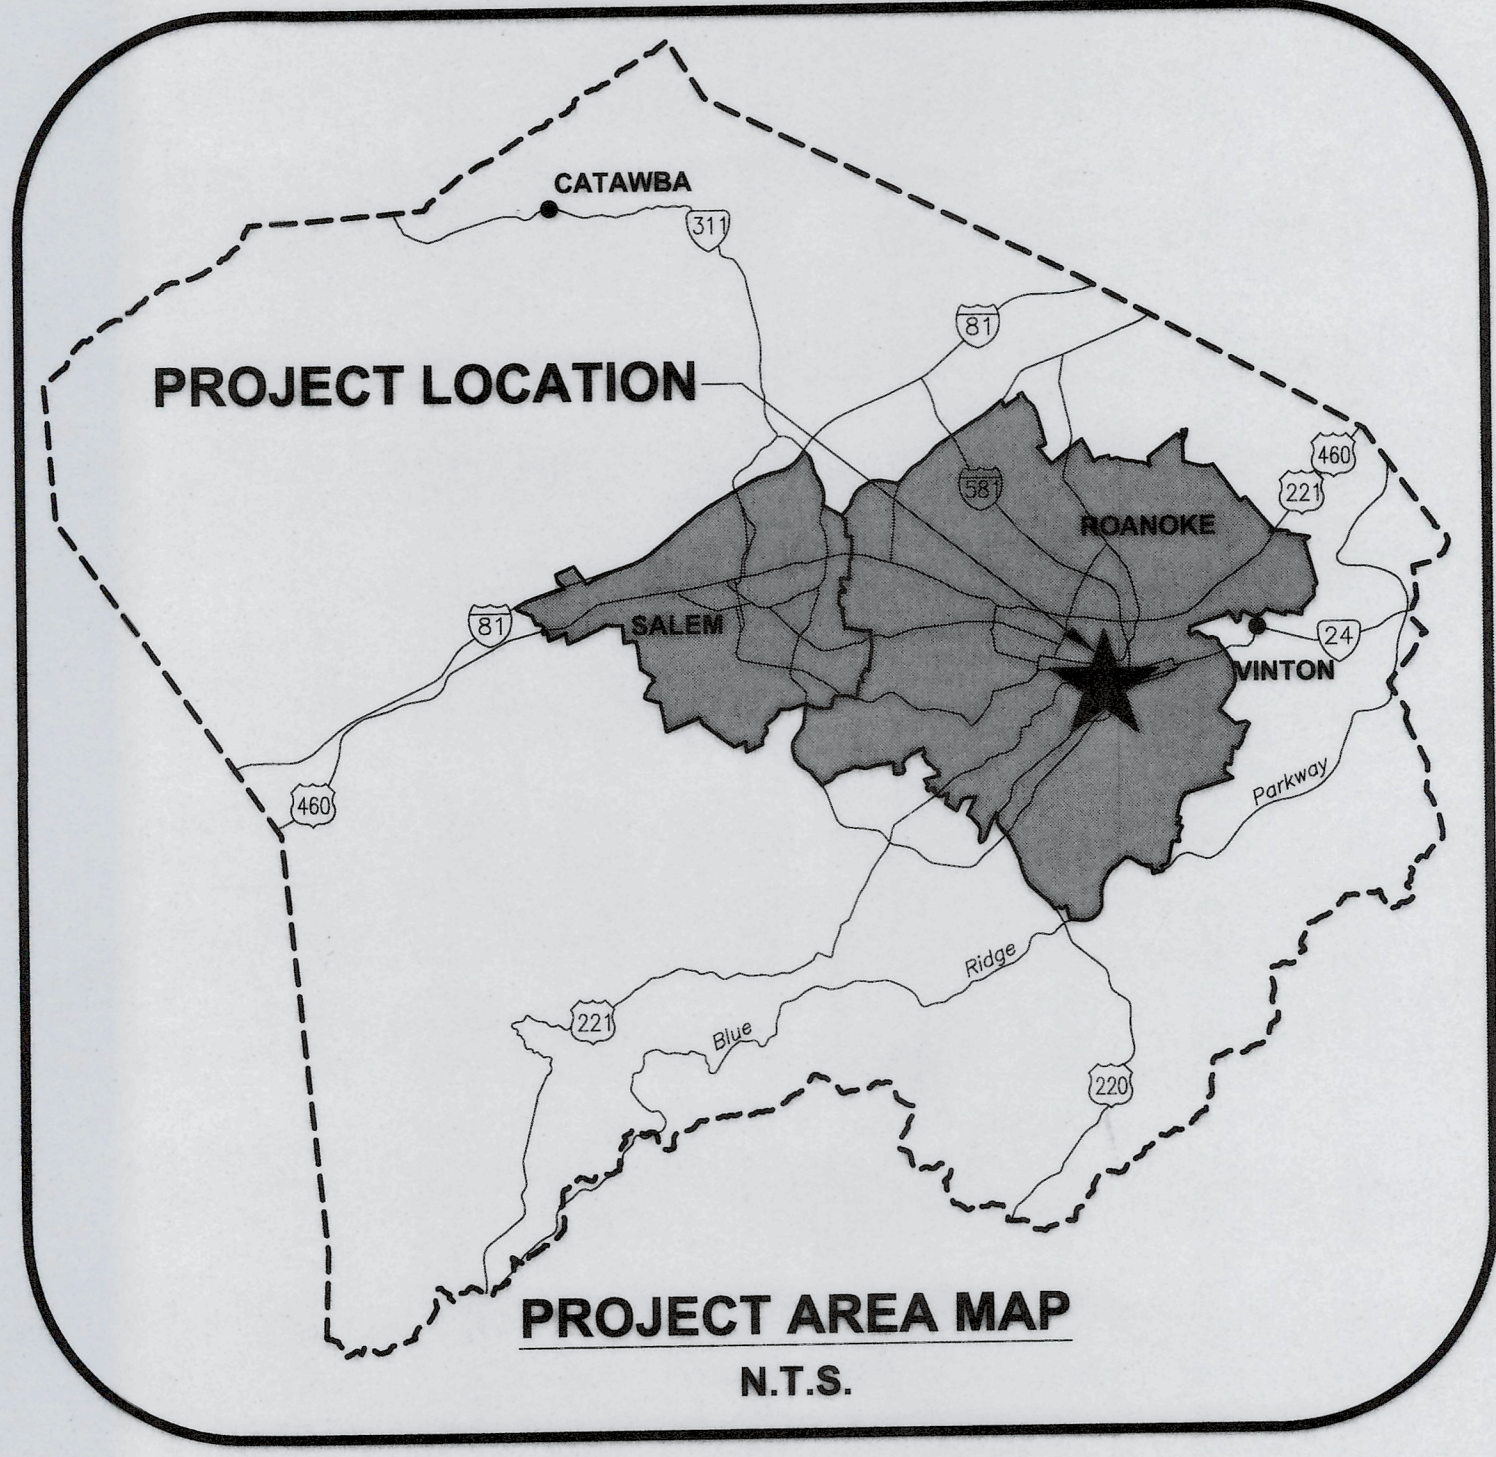 CATAWBA
311
81
PROJECT LOCATION
460
221
581
ROANOKE
81
SALEM
24
VINTON
460
Parkway
Ridge
Blue
221
220
PROJECT AREA MAP
N.T.S.